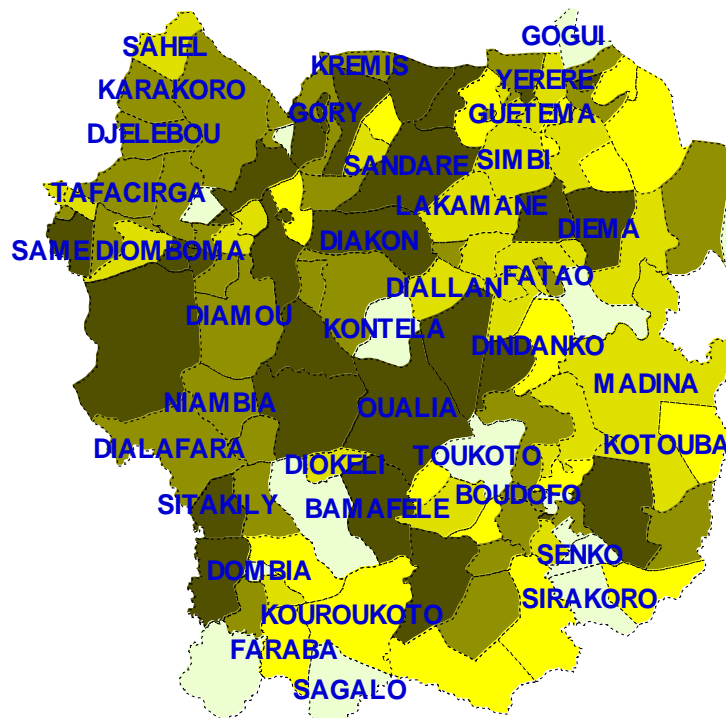 GOGUI
SAHEL
KREMIS
YERERE
KARAKORO
GORY
GUETEMA
DJELEBOU
SANDARE
SIMBI
TAFACIRGA
LAKAMANE
DIEMA
SAME
DIOMBOMA
DIAKON
FATAO
DIALLAN
DIAMOU
KONTELA
DINDANKO
MADINA
NIAMBIA
OUALIA
DIALAFARA
TOUKOTO
KOTOUBA
DIOKELI
BOUDOFO
SITAKILY
BAMAFELE
SENKO
DOMBIA
SIRAKORO
KOUROUKOTO
FARABA
SAGALO